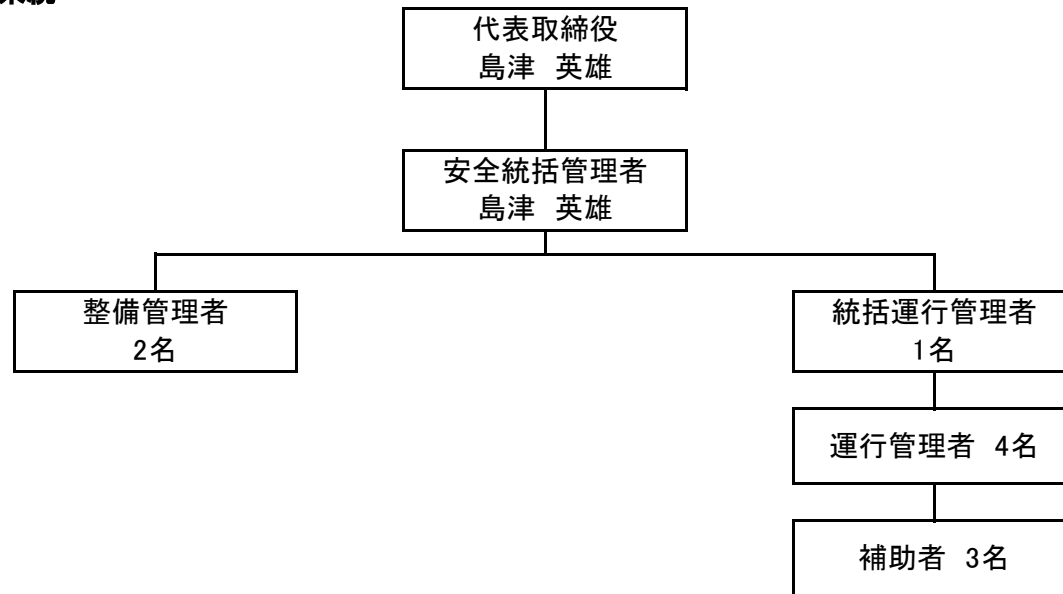 代表取締役
島津　英雄
安全統括管理者
島津　英雄
整備管理者
2名
統括運行管理者
1名
運行管理者　4名
補助者　3名